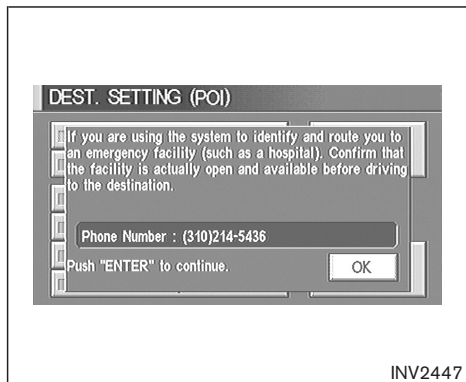 DEST. SETTING (POI)
If you are using the system to identify and route you to
an emergency facility (such as a hospital). Confirm that
the facility is actually open and available before driving
to the destination.
Phone Number : (310)214-5436
Push "ENTER" to continue.
OK
INV2447